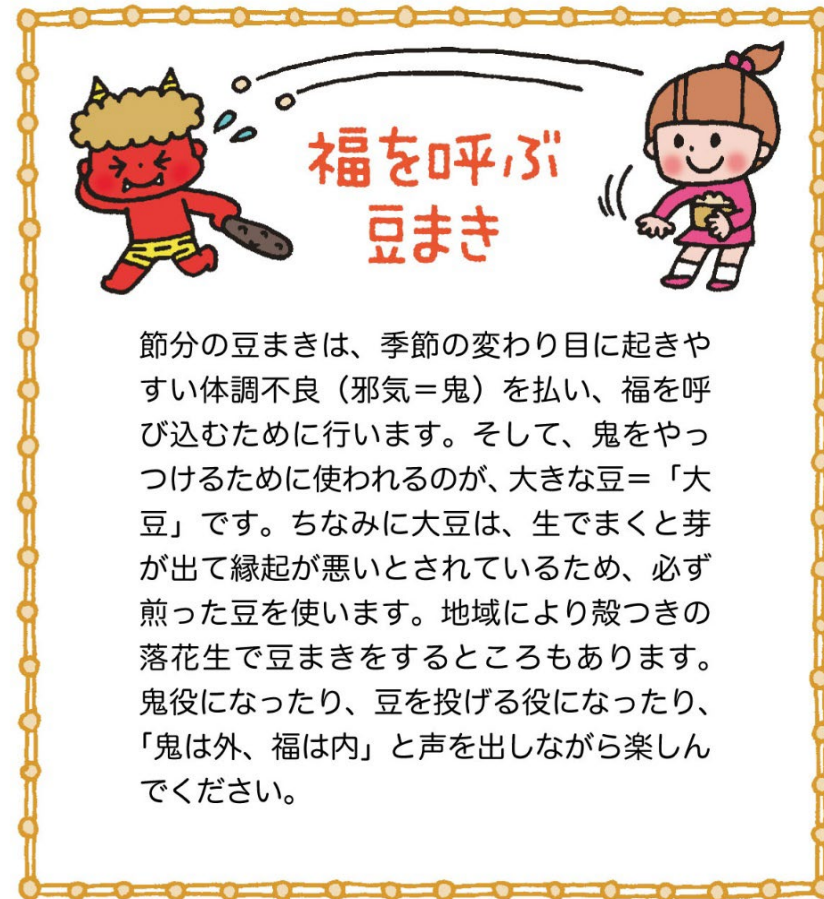 福を呼ぶ
豆まき
節分の豆まきは、季節の変わり目に起きや
すい体調不良（邪気＝鬼）を払い、福を呼
び込むために行います。そして、鬼をやっ
つけるために使われるのが、大きな豆＝「大
豆」です。ちなみに大豆は、生でまくと芽
が出て縁起が悪いとされているため、必ず
煎った豆を使います。地域により殻つきの
落花生で豆まきをするところもあります。
鬼役になったり、豆を投げる役になったり、
「鬼は外、福は内」と声を出しながら楽しん
でください。